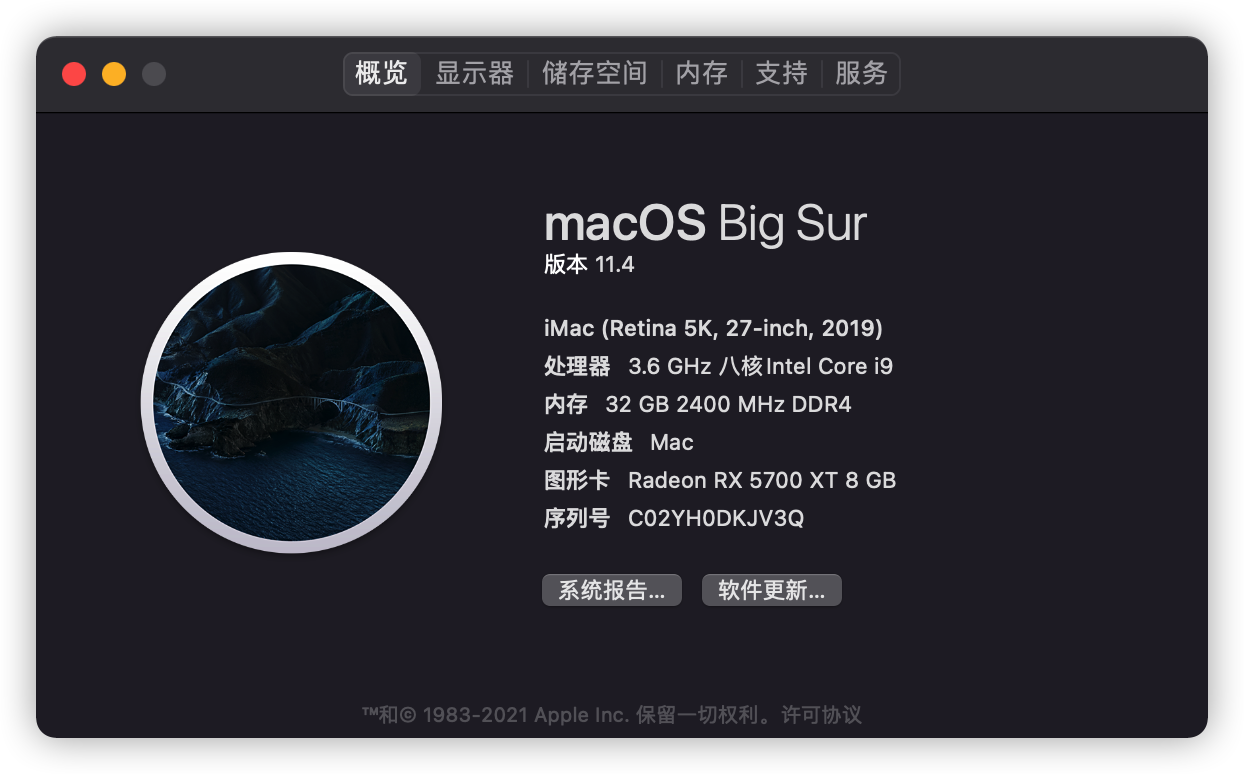 概览 显示器 储存空间 内存 支持 服务
macOS Big Sur
版本 11.4
iMac (Retina 5K, 27-inch, 2019)
处理器 3.6 GHz 八核Intel Core i9
内存 32 GB 2400 MHz DDR4
启动磁盘 Mac
图形卡 Radeon RX 5700 XT 8 GB
序列号 C02YH0DKJV3Q
系统报告... 软件更新...
™和© 1983-2021 Apple Inc. 保留一切权利。许可协议